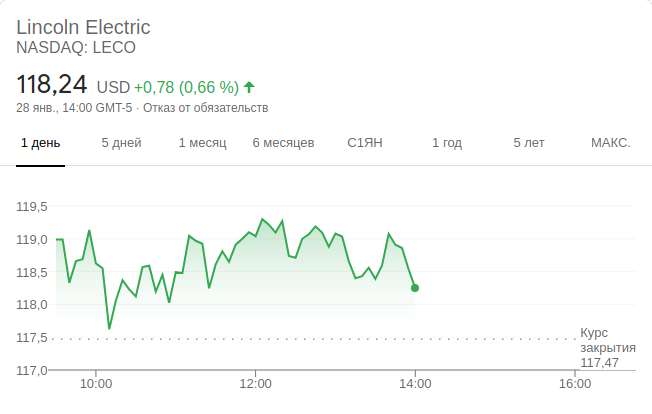 Lincoln Electric
NASDAQ: LECO
118,24 USD +0,78 (0,66 %)
28 янв., 14:00 GMT-5 · Отказ от обязательств
1 день 5 дней 1 месяц 6 месяцев С1ЯН 1 год 5 лет МАКС.
119,5
119,0
118,5
118,0
117,5
117,0
Курс
закрытия
117,47
10:00 12:00 14:00 16:00